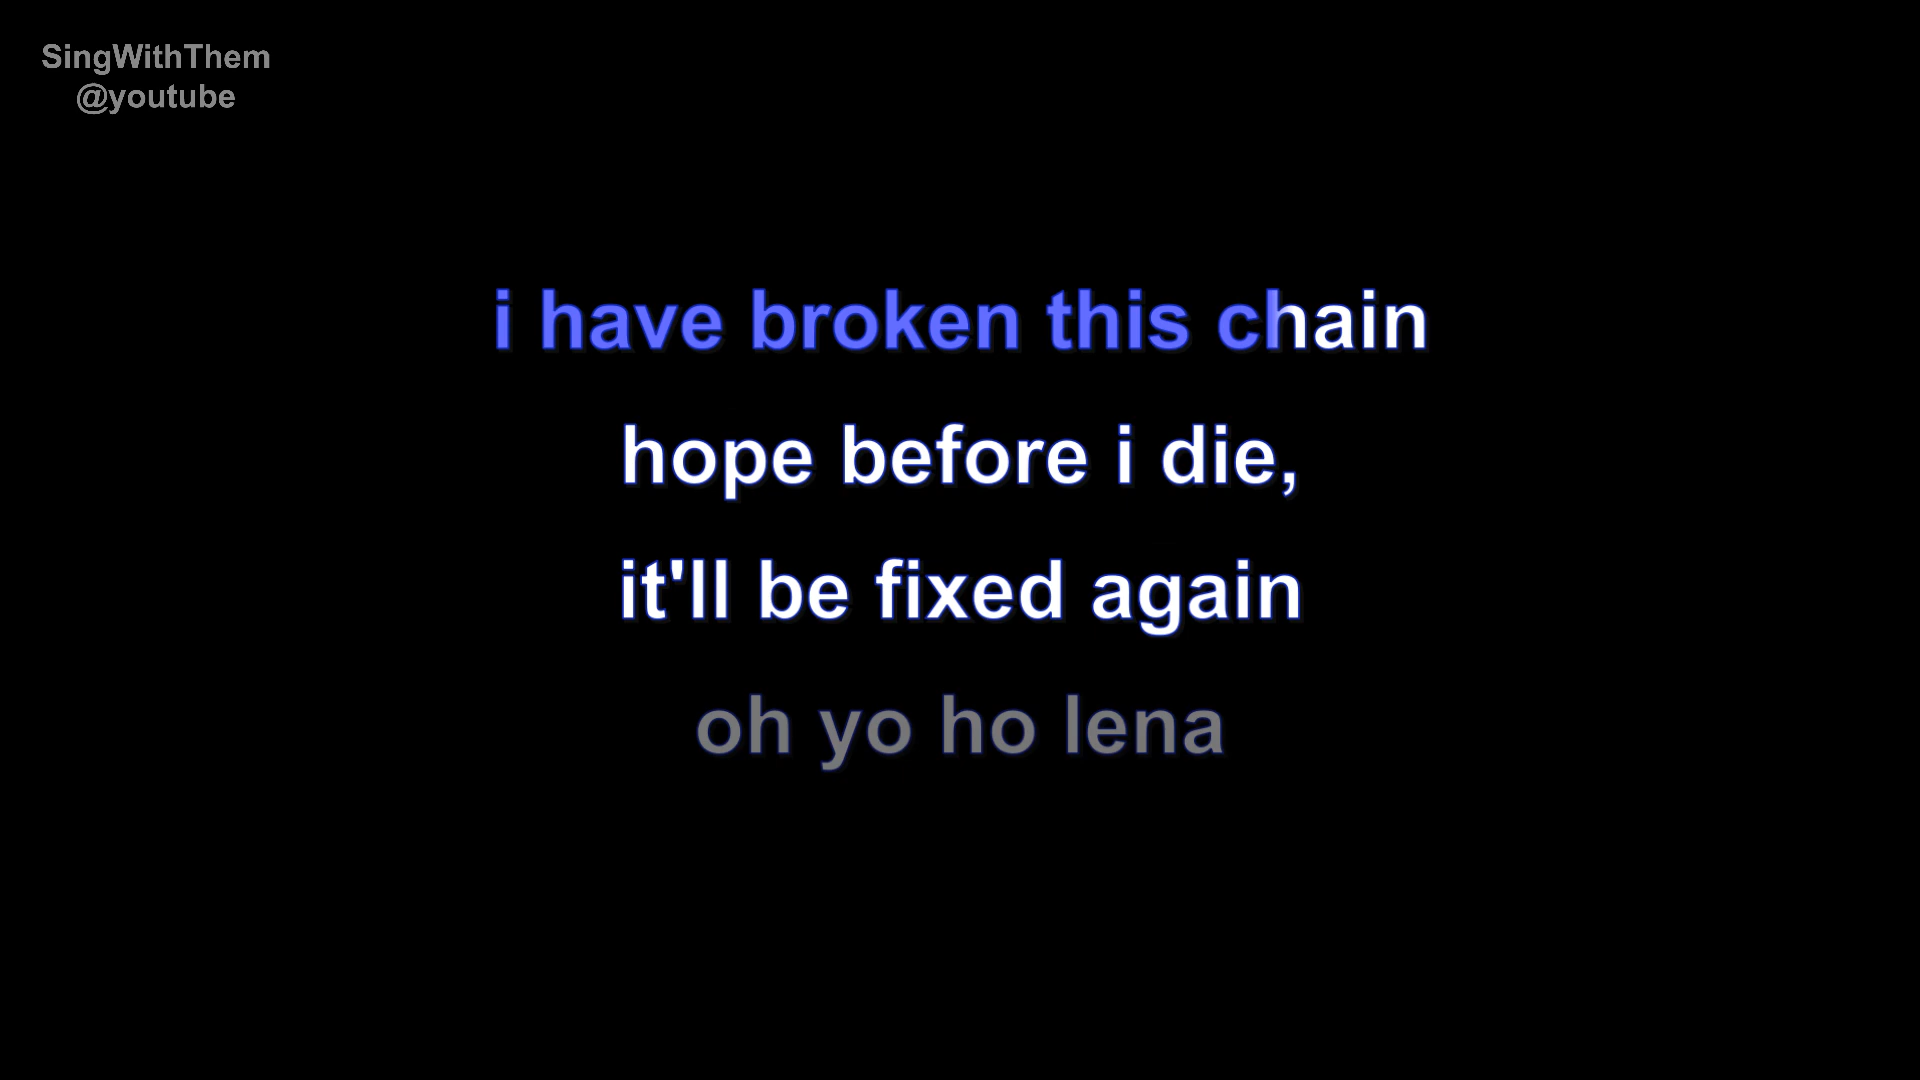 SingWithThem
@youtube
i have broken this chain
hope before i die,
it'll be fixed again
oh yo ho lena